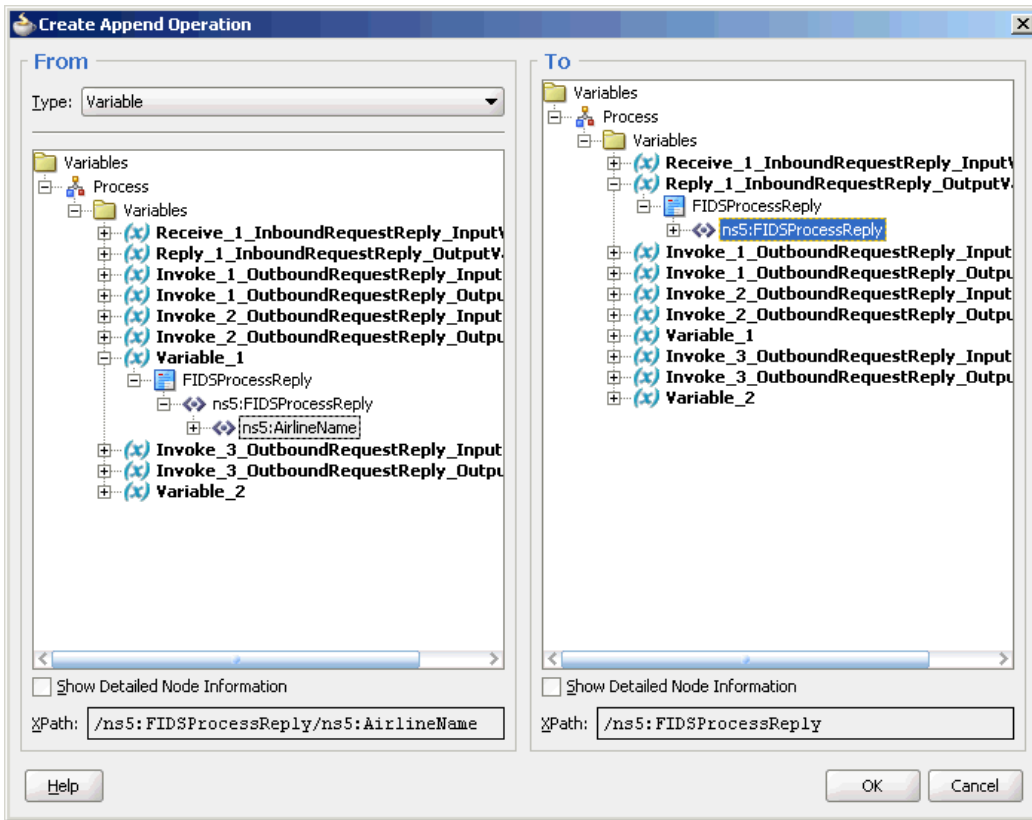 Create Append Operation
From
Type: Variable
Variables
Process
Variables
Receive_1_InboundRequestReply_Input
Reply_1_InboundRequestReply_Output
Invoke_1_OutboundRequestReply_Input
Invoke_1_OutboundRequestReply_Outpu
Invoke_2_OutboundRequestReply_Input
Invoke_2_OutboundRequestReply_Outpu
Variable_1
FIDSProcessReply
ns5:FIDSProcessReply
ns5:AirlineName
Invoke_3_OutboundRequestReply_Input
Invoke_3_OutboundRequestReply_Outpu
Variable_2
Show Detailed Node Information
XPath: /ns5:FIDSProcessReply/ns5:AirlineName
To
Variables
Process
Variables
Receive_1_InboundRequestReply_Input
Reply_1_InboundRequestReply_OutputV
FIDSProcessReply
ns5:FIDSProcessReply
Invoke_1_OutboundRequestReply_Input
Invoke_1_OutboundRequestReply_Outpu
Invoke_2_OutboundRequestReply_Input
Invoke_2_OutboundRequestReply_Outpu
Variable_1
Invoke_3_OutboundRequestReply_Input
Invoke_3_OutboundRequestReply_Outpu
Variable_2
Show Detailed Node Information
XPath: /ns5:FIDSProcessReply
Help
OK
Cancel